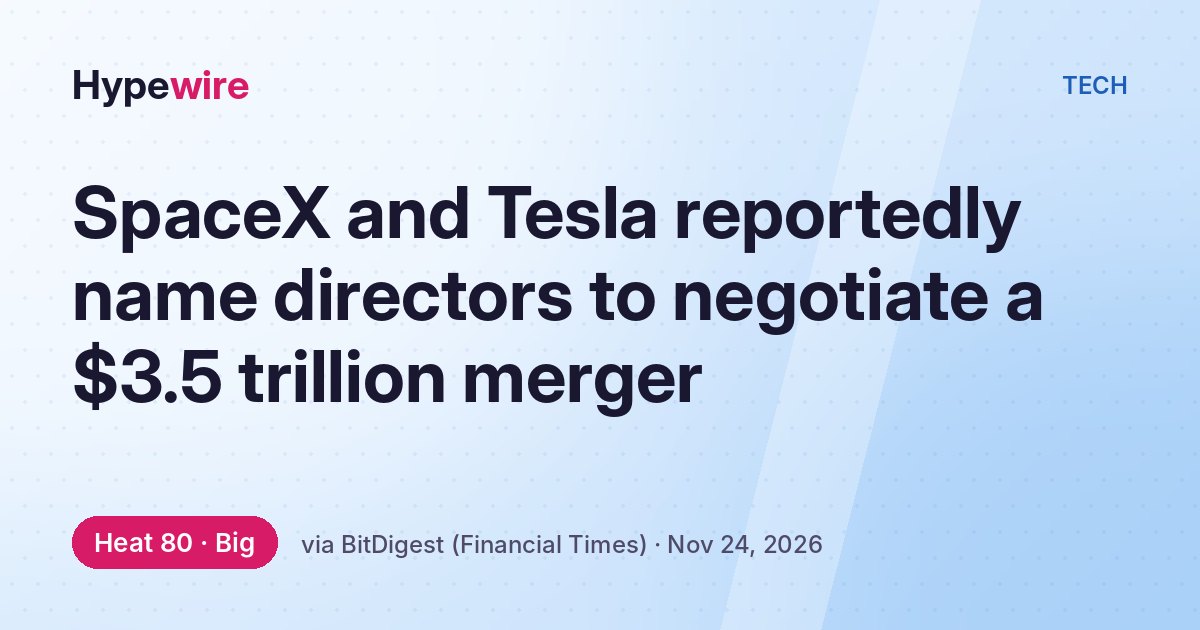 Hypewire
TECH
SpaceX and Tesla reportedly
name directors to negotiate a
$3.5 trillion merger
Heat 80 · Big
via BitDigest (Financial Times) · Nov 24, 2026